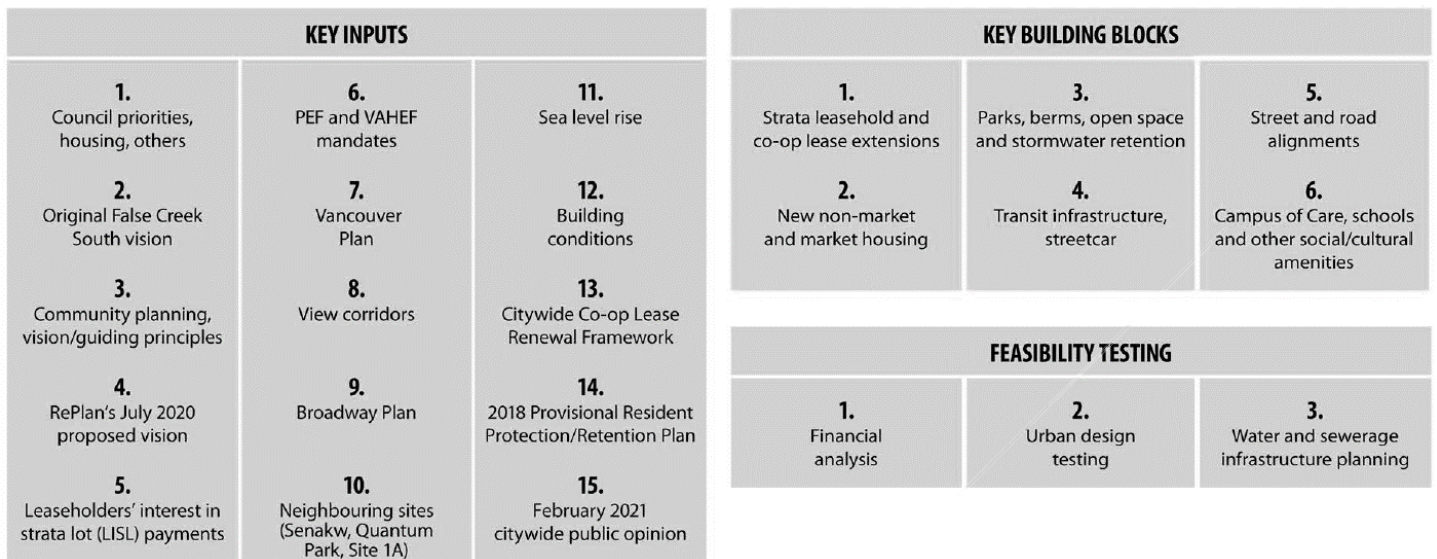 KEY INPUTS
1.
Council priorities,
housing, others
2.
Original False Creek
South vision
3.
Community planning,
vision/guiding principles
4.
RePlan's July 2020
proposed vision
5.
Leaseholders' interest in
strata lot (LISL) payments
6.
PEF and VAHEF
mandates
7.
Vancouver
Plan
8.
View corridors
9.
Broadway Plan
10.
Neighbouring sites
(Senakw, Quantum
Park, Site 1A)
11.
Sea level rise
12.
Building
conditions
13.
Citywide Co-op Lease
Renewal Framework
14.
2018 Provisional Resident
Protection/Retention Plan
15.
February 2021
citywide public opinion
KEY BUILDING BLOCKS
1.
Strata leasehold and
co-op lease extensions
2.
New non-market
and market housing
3.
Parks, berms, open space
and stormwater retention
4.
Transit infrastructure,
streetcar
5.
Street and road
alignments
6.
Campus of Care, schools
and other social/cultural
amenities
FEASIBILITY TESTING
1.
Financial
analysis
2.
Urban design
testing
3.
Water and sewerage
infrastructure planning